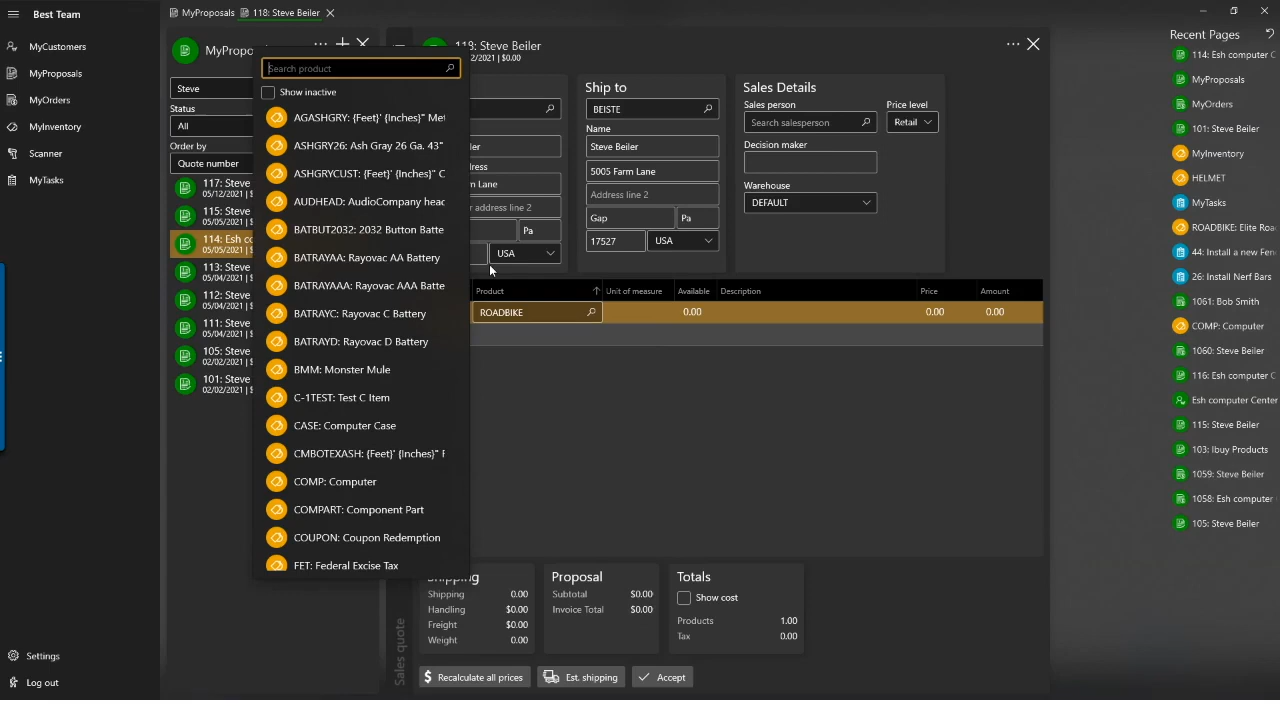 Best Team
MyCustomers
MyProposals
MyOrders
MyInventory
Scanner
MyTasks
Settings
Log out
MyProposals
118: Steve Beiler
MyPropo
Steve
Status
All
Order by
Quote number
117: Steve
05/12/2021 | $
115: Steve
05/05/2021 | $
114: Esh co
05/05/2021 | $
113: Steve
05/04/2021 | $
112: Steve
05/04/2021 | $
111: Steve
05/04/2021 | $
105: Steve
02/02/2021 | $
101: Steve
02/02/2021 | $
Search product
Show inactive
AGASHGRY: {Feet}' {Inches}" Met
ASHGRY26: Ash Gray 26 Ga. 43"
ASHGRYCUST: {Feet}' {Inches}" C
AUDHEAD: AudioCompany head
BATBUT2032: 2032 Button Batte
BATRAYAA: Rayovac AA Battery
BATRAYAAA: Rayovac AAA Batte
BATRAYC: Rayovac C Battery
BATRAYD: Rayovac D Battery
BMM: Monster Mule
C-1TEST: Test C Item
CASE: Computer Case
CMBOTEXASH: {Feet}' {Inches}" F
COMP: Computer
COMPART: Component Part
COUPON: Coupon Redemption
FET: Federal Excise Tax
118: Steve Beiler
2/2021 | $0.00
ler
ress
m Lane
r address line 2
Pa
USA
Ship to
BEISTE
Name
Steve Beiler
5005 Farm Lane
Address line 2
Gap Pa
17527 USA
Sales Details
Sales person Price level
Search salesperson Retail
Decision maker
Warehouse
DEFAULT
Product Unit of measure Available Description Price Amount
ROADBIKE 0.00 0.00 0.00
Sales quote
Shipping
Shipping 0.00
Handling $0.00
Freight $0.00
Weight 0.00
Proposal
Subtotal $0.00
Invoice Total $0.00
Totals
Show cost
Products 1.00
Tax 0.00
$ Recalculate all prices Est. shipping Accept
Recent Pages
114: Esh computer C
MyProposals
MyOrders
101: Steve Beiler
MyInventory
HELMET
MyTasks
ROADBIKE: Elite Roa
44: Install a new Fen
26: Install Nerf Bars
1061: Bob Smith
COMP: Computer
1060: Steve Beiler
116: Esh computer C
Esh computer Center
115: Steve Beiler
103: Ibuy Products
1059: Steve Beiler
1058: Esh computer
105: Steve Beiler